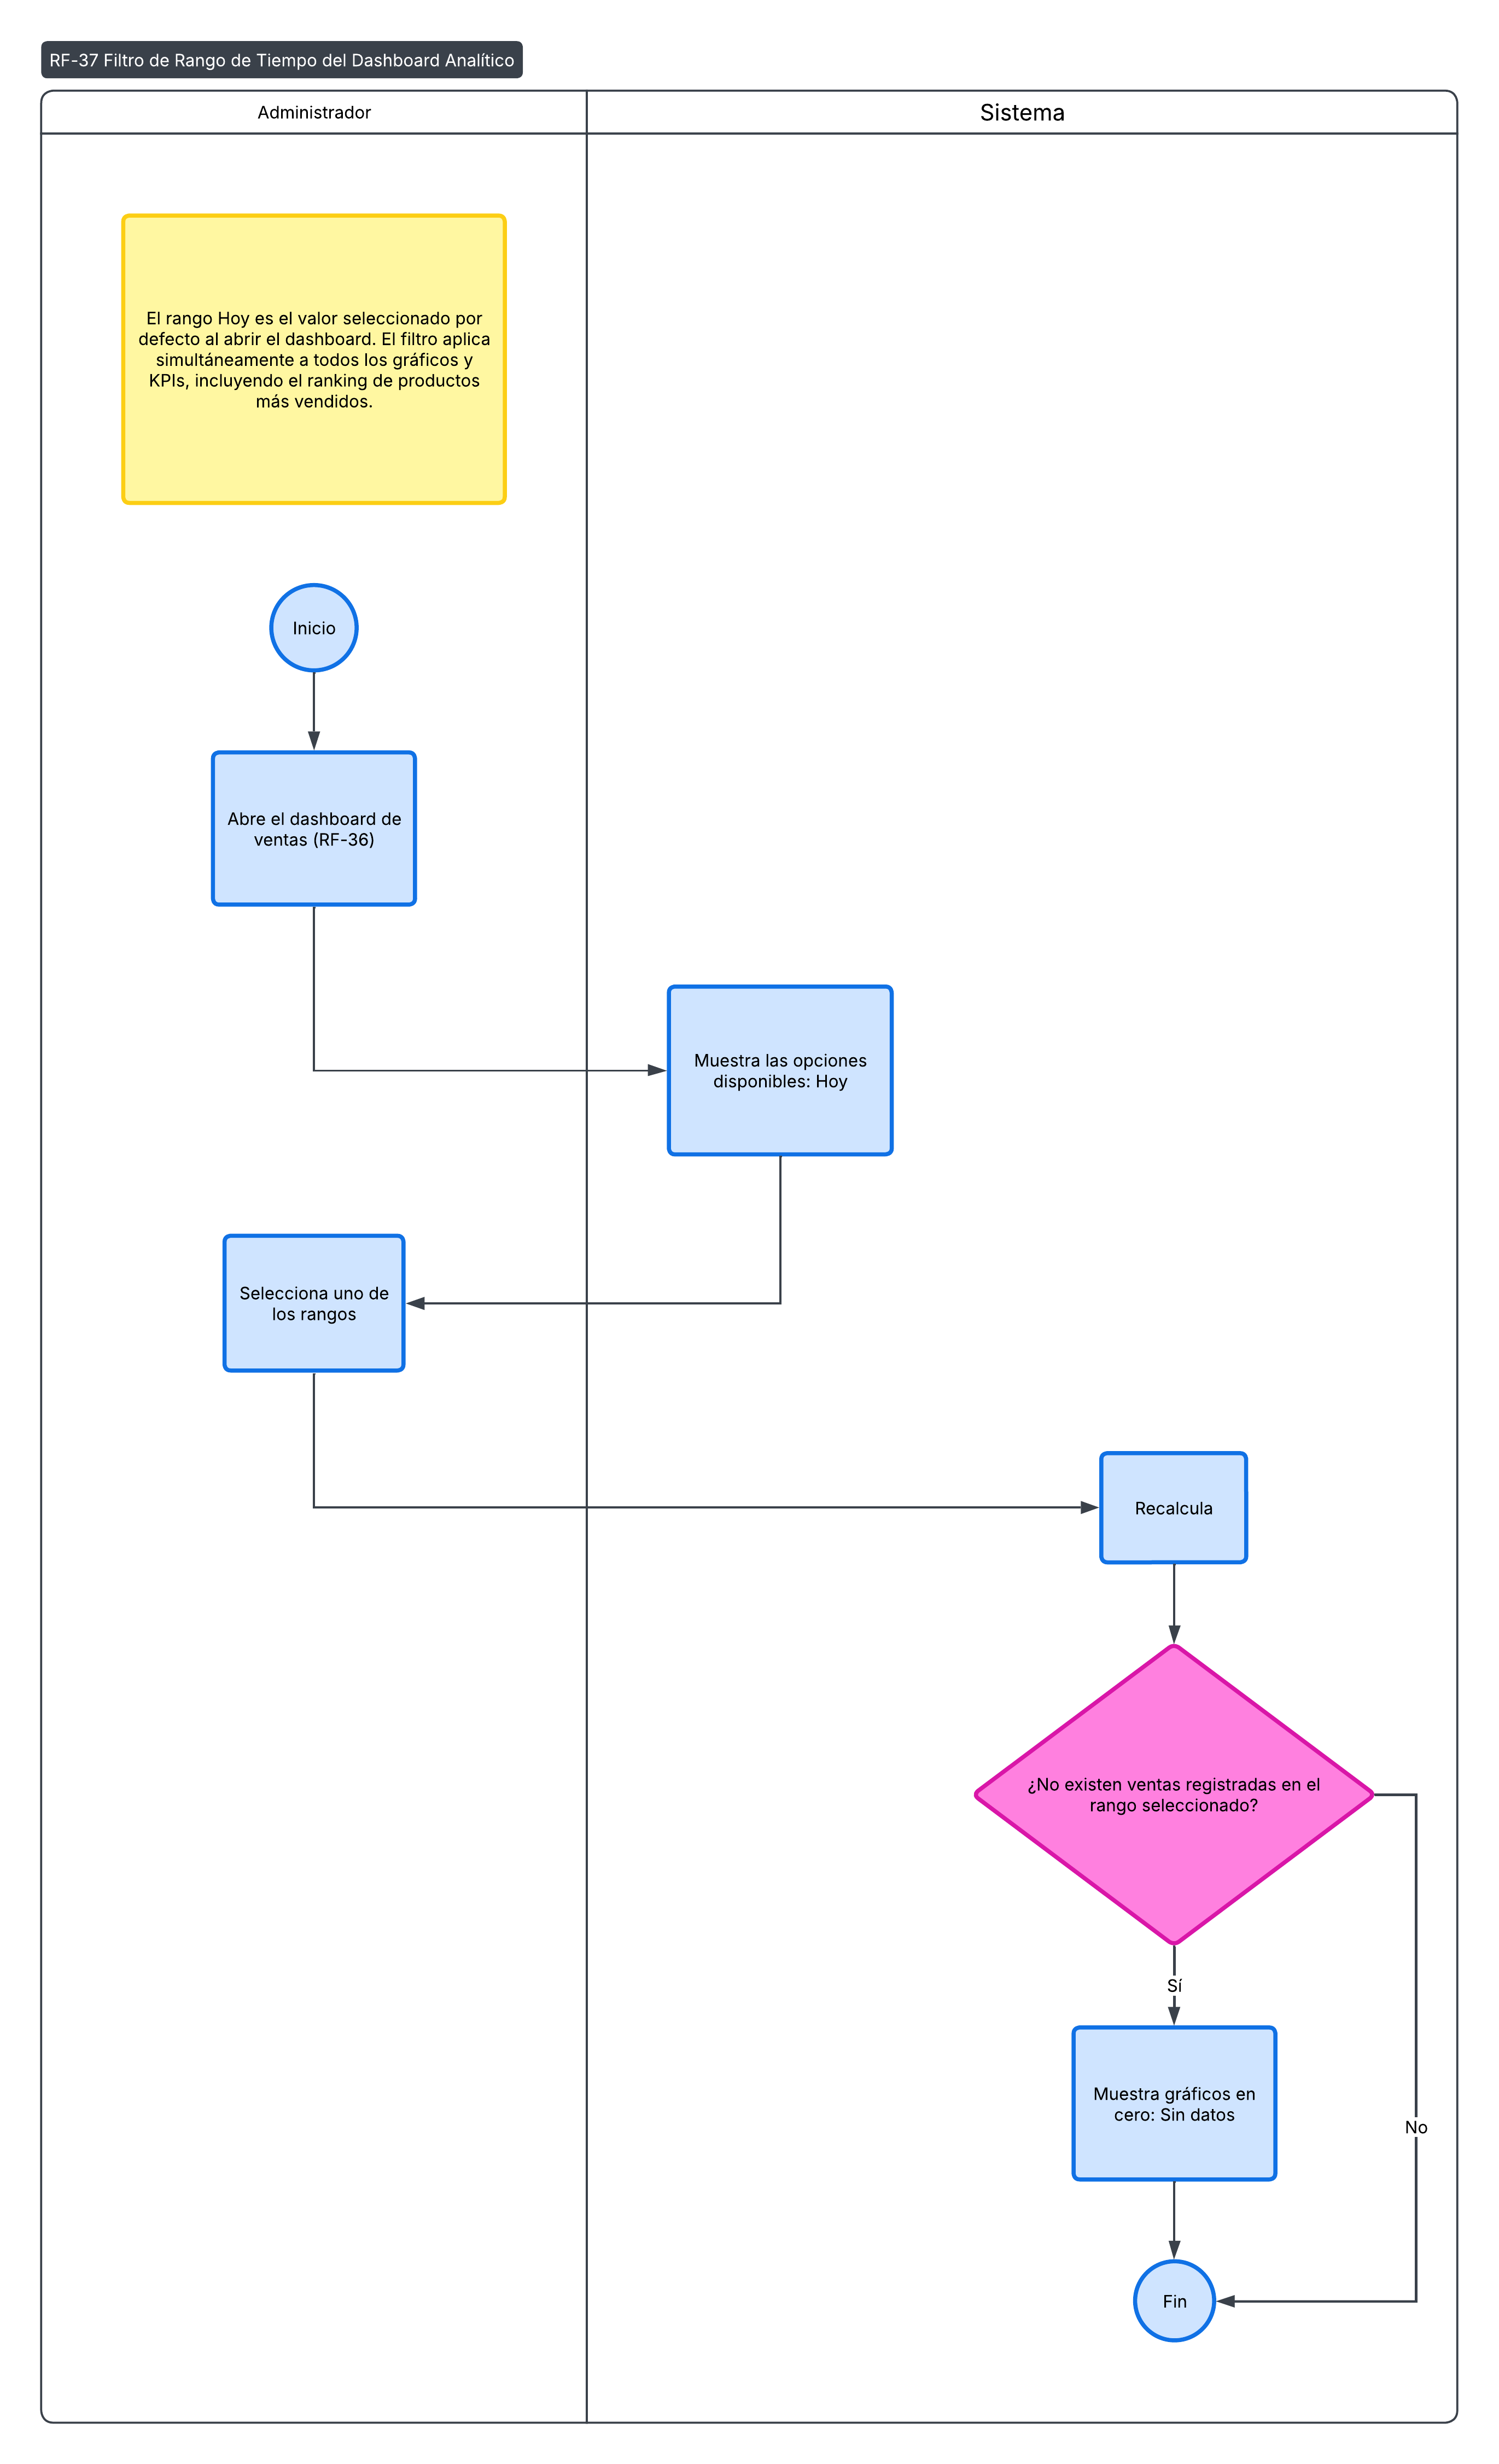 RF-37 Filtro de Rango de Tiempo del Dashboard Analítico
Administrador
Sistema
El rango Hoy es el valor seleccionado por
defecto al abrir el dashboard. El filtro aplica
simultáneamente a todos los gráficos y
KPIs, incluyendo el ranking de productos
más vendidos.
Inicio
Abre el dashboard de
ventas (RF-36)
Muestra las opciones
disponibles: Hoy
Selecciona uno de
los rangos
Recalcula
¿No existen ventas registradas en el
rango seleccionado?
Sí
Muestra gráficos en
cero: Sin datos
No
Fin